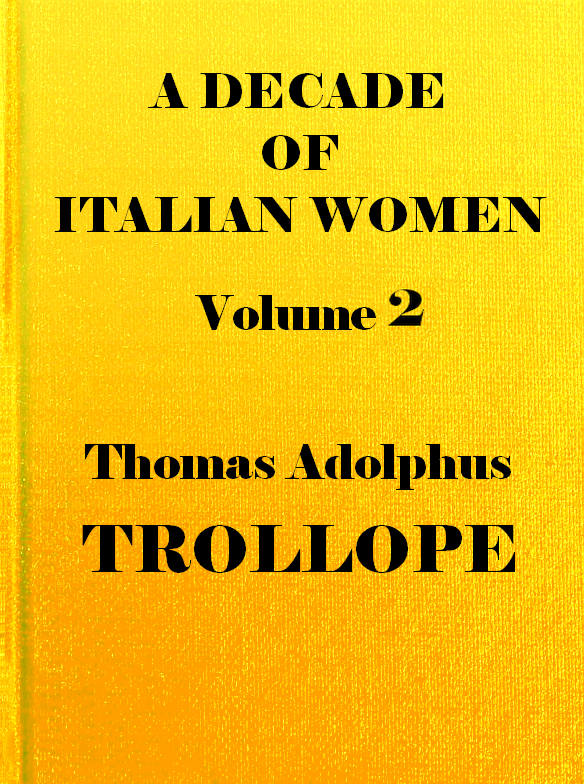 A DECADE
OF
ITALIAN WOMEN
Volume 2
Thomas Adolphus
TROLLOPE